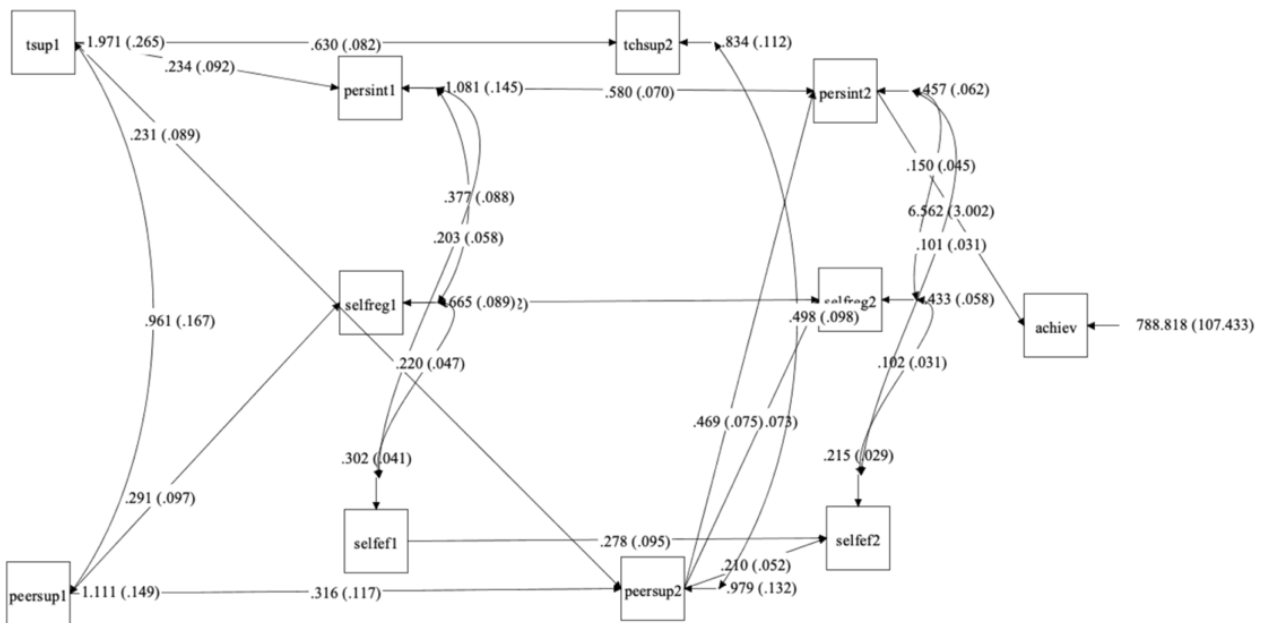 tsup1
1.971 (.265)
.630 (.082)
tchsup2
.834 (.112)
.234 (.092)
persint1
1.081 (.145)
.580 (.070)
persint2
.457 (.062)
.231 (.089)
.150 (.045)
.377 (.088)
6.562 (3.002)
.203 (.058)
.101 (.031)
selfreg1
.665 (.089)
2)
selfreg2
.433 (.058)
.961 (.167)
.498 (.098)
achiev
788.818 (107.433)
.220 (.047)
.102 (.031)
.469 (.075)
.073)
.302 (.041)
.215 (.029)
.291 (.097)
selfef1
.278 (.095)
selfef2
.210 (.052)
peersup1
1.111 (.149)
.316 (.117)
peersup2
.979 (.132)